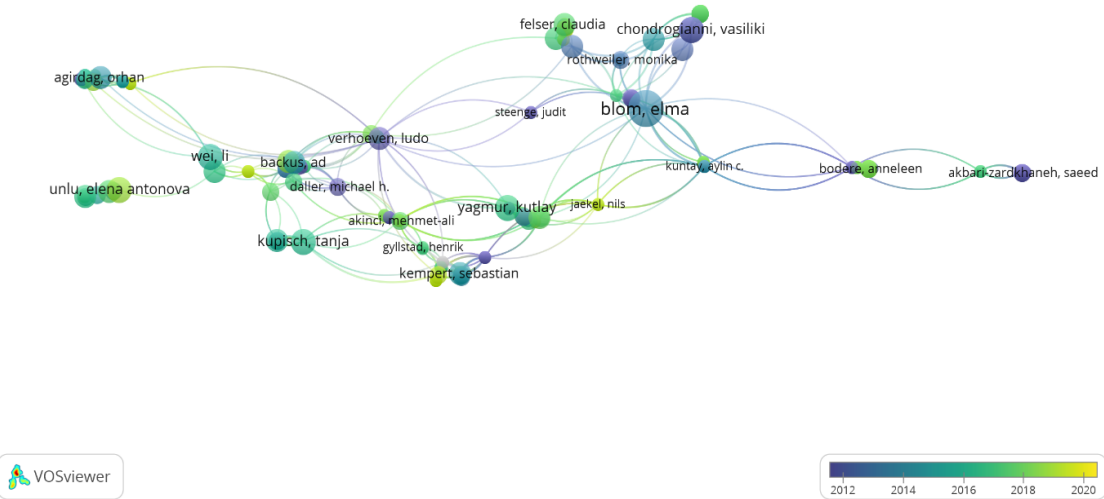 felser, claudia
chondrogianni, vasiliki
rothweiler, monika
agirdag, orhan
blom, elma
steenge, judit
verhoeven, ludo
wei, li
backus, ad
kuntay, aylin c.
bodere, anneleen
akbari-zardkhaneh, saeed
unlu, elena antonova
daller, michael h.
yagmur, kutlay
jaekel, nils
akinci, mehmet-ali
kupisch, tanja
gyllstad, henrik
kempert, sebastian
VOSviewer
2012 2014 2016 2018 2020